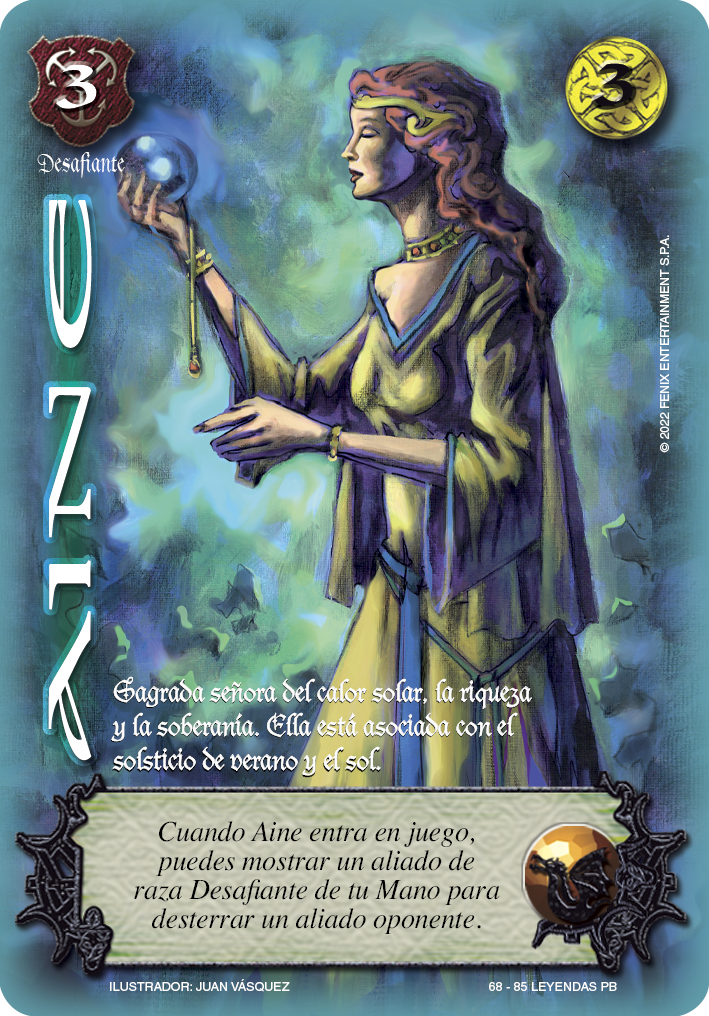 3
3
Desafiante
AINE
© 2022 FENIX ENTERTAINMENT S.P.A.
Sagrada señora del calor solar, la riqueza
y la soberanía. Ella está asociada con el
solsticio de verano y el sol.
Cuando Aine entra en juego,
puedes mostrar un aliado de
raza Desafiante de tu Mano para
desterrar un aliado oponente.
ILUSTRADOR: JUAN VÁSQUEZ
68 - 85 LEYENDAS PB